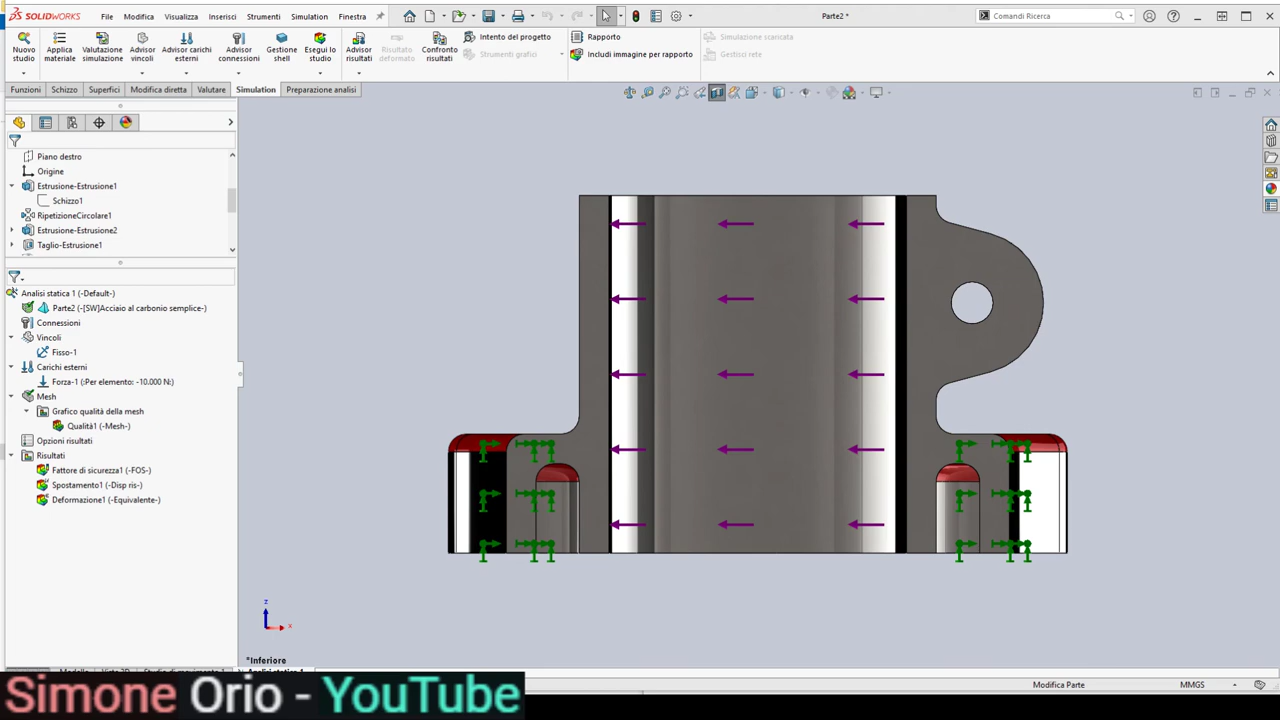 SOLIDWORKS File Modifica Visualizza Inserisci Strumenti Simulation Finestra Parte2 * Comandi Ricerca
Nuovo studio
Applica materiale
Valutazione simulazione
Advisor vincoli
Advisor carichi esterni
Advisor connessioni
Gestione shell
Esegui lo studio
Advisor risultati
Risultato deformato
Confronto risultati
Intento del progetto
Strumenti grafici
Rapporto
Includi immagine per rapporto
Simulazione scaricata
Gestisci rete
Funzioni Schizzo Superfici Modifica diretta Valutare Simulation Preparazione analisi
Piano destro
Origine
Estrusione-Estrusione1
Schizzo1
RipetizioneCircolare1
Estrusione-Estrusione2
Taglio-Estrusione1
Analisi statica 1 (-Default-)
Parte2 (-[SW]Acciaio al carbonio semplice-)
Connessioni
Vincoli
Fisso-1
Carichi esterni
Forza-1 (:Per elemento: -10.000 N:)
Mesh
Grafico qualità della mesh
Qualità1 (-Mesh-)
Opzioni risultati
Risultati
Fattore di sicurezza1 (-FOS-)
Spostamento1 (-Disp ris-)
Deformazione1 (-Equivalente-)
z
x
*Inferiore
Modifica Parte MMGS
Simone Orio - YouTube